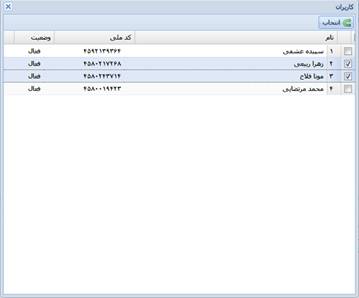 کاربران
انتخاب
نام کد ملی وضعیت
۱ سپیده عشقی ۴۵۹۲۱۳۹۳۶۴ فعال
۲ زهرا ربیعی ۴۵۸۰۲۱۷۲۶۸ فعال
۳ مونا فلاح ۴۵۸۰۲۴۳۷۱۴ فعال
۴ محمد مرتضایی ۴۵۸۰۰۱۹۴۲۳ فعال